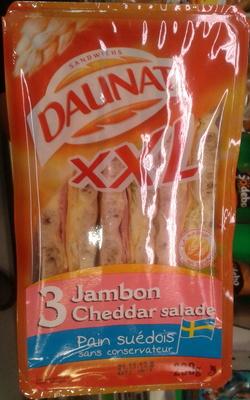 SANDWICHS
DAUNAT
XXL
3 Jambon
Cheddar salade
Pain suédois
sans conservateur